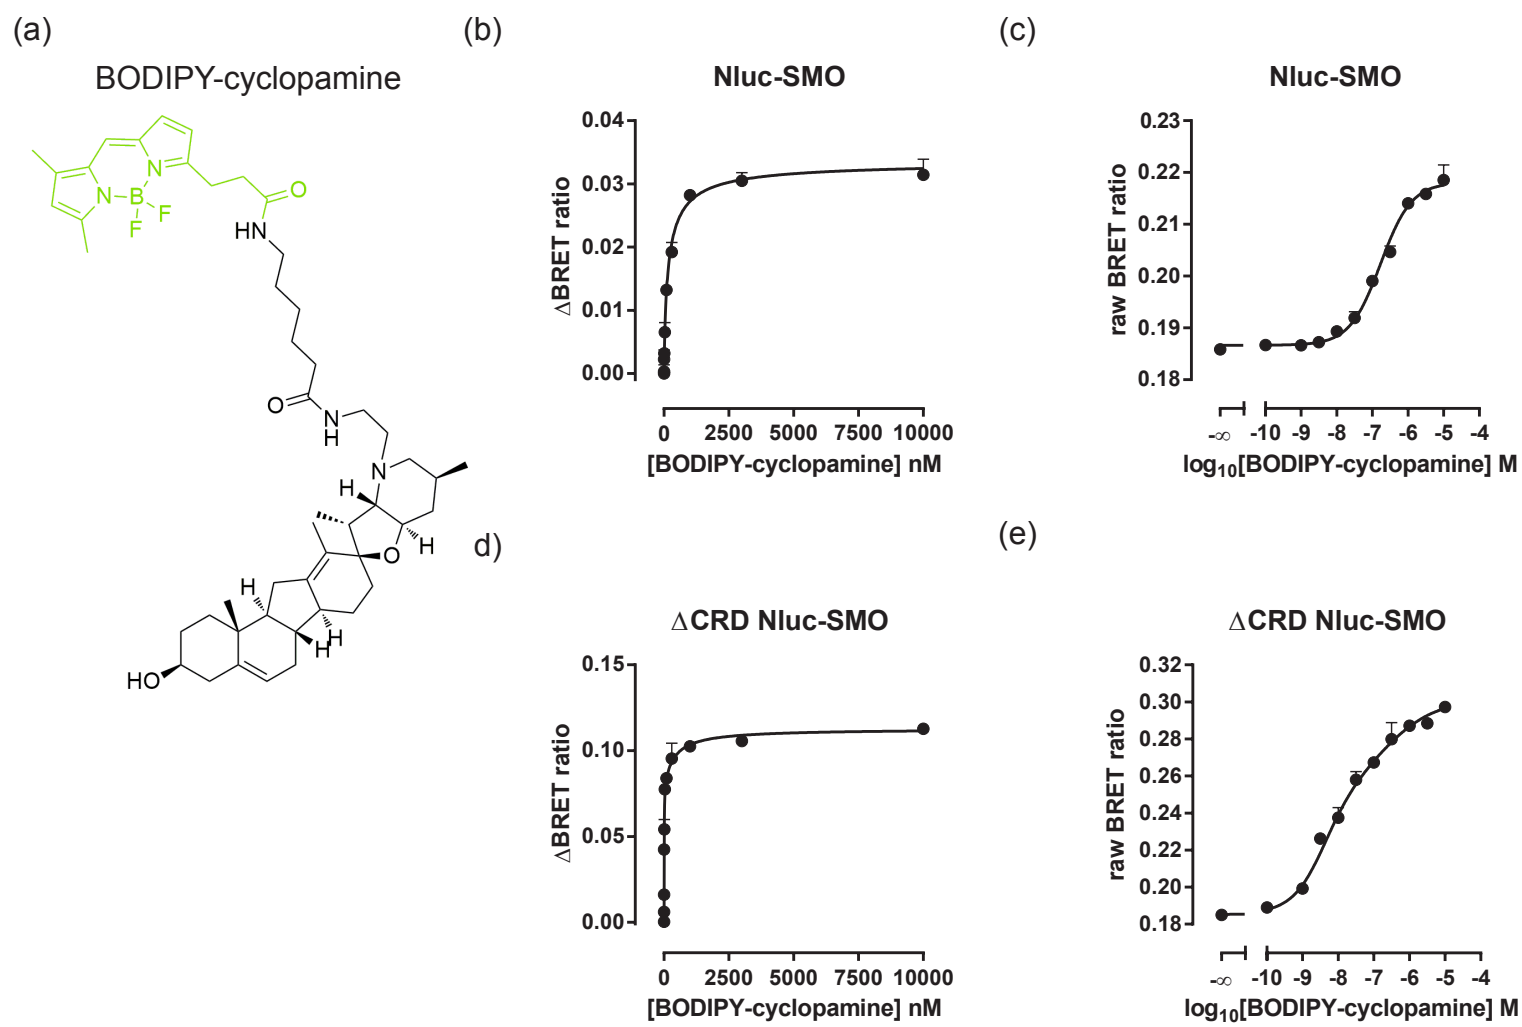 (a)
BODIPY-cyclopamine
N
N
B
F
F
O
HN
O
N
H
N
H
H
O
H
H
H
HO
(b)
Nluc-SMO
ΔBRET ratio
0.04
0.03
0.02
0.01
0.00
0 2500 5000 7500 10000
[BODIPY-cyclopamine] nM
(c)
Nluc-SMO
raw BRET ratio
0.23
0.22
0.21
0.20
0.19
0.18
-∞ -10 -9 -8 -7 -6 -5 -4
log₁₀[BODIPY-cyclopamine] M
d)
ΔCRD Nluc-SMO
ΔBRET ratio
0.15
0.10
0.05
0.00
0 2500 5000 7500 10000
[BODIPY-cyclopamine] nM
(e)
ΔCRD Nluc-SMO
raw BRET ratio
0.32
0.30
0.28
0.26
0.24
0.22
0.20
0.18
-∞ -10 -9 -8 -7 -6 -5 -4
log₁₀[BODIPY-cyclopamine] M